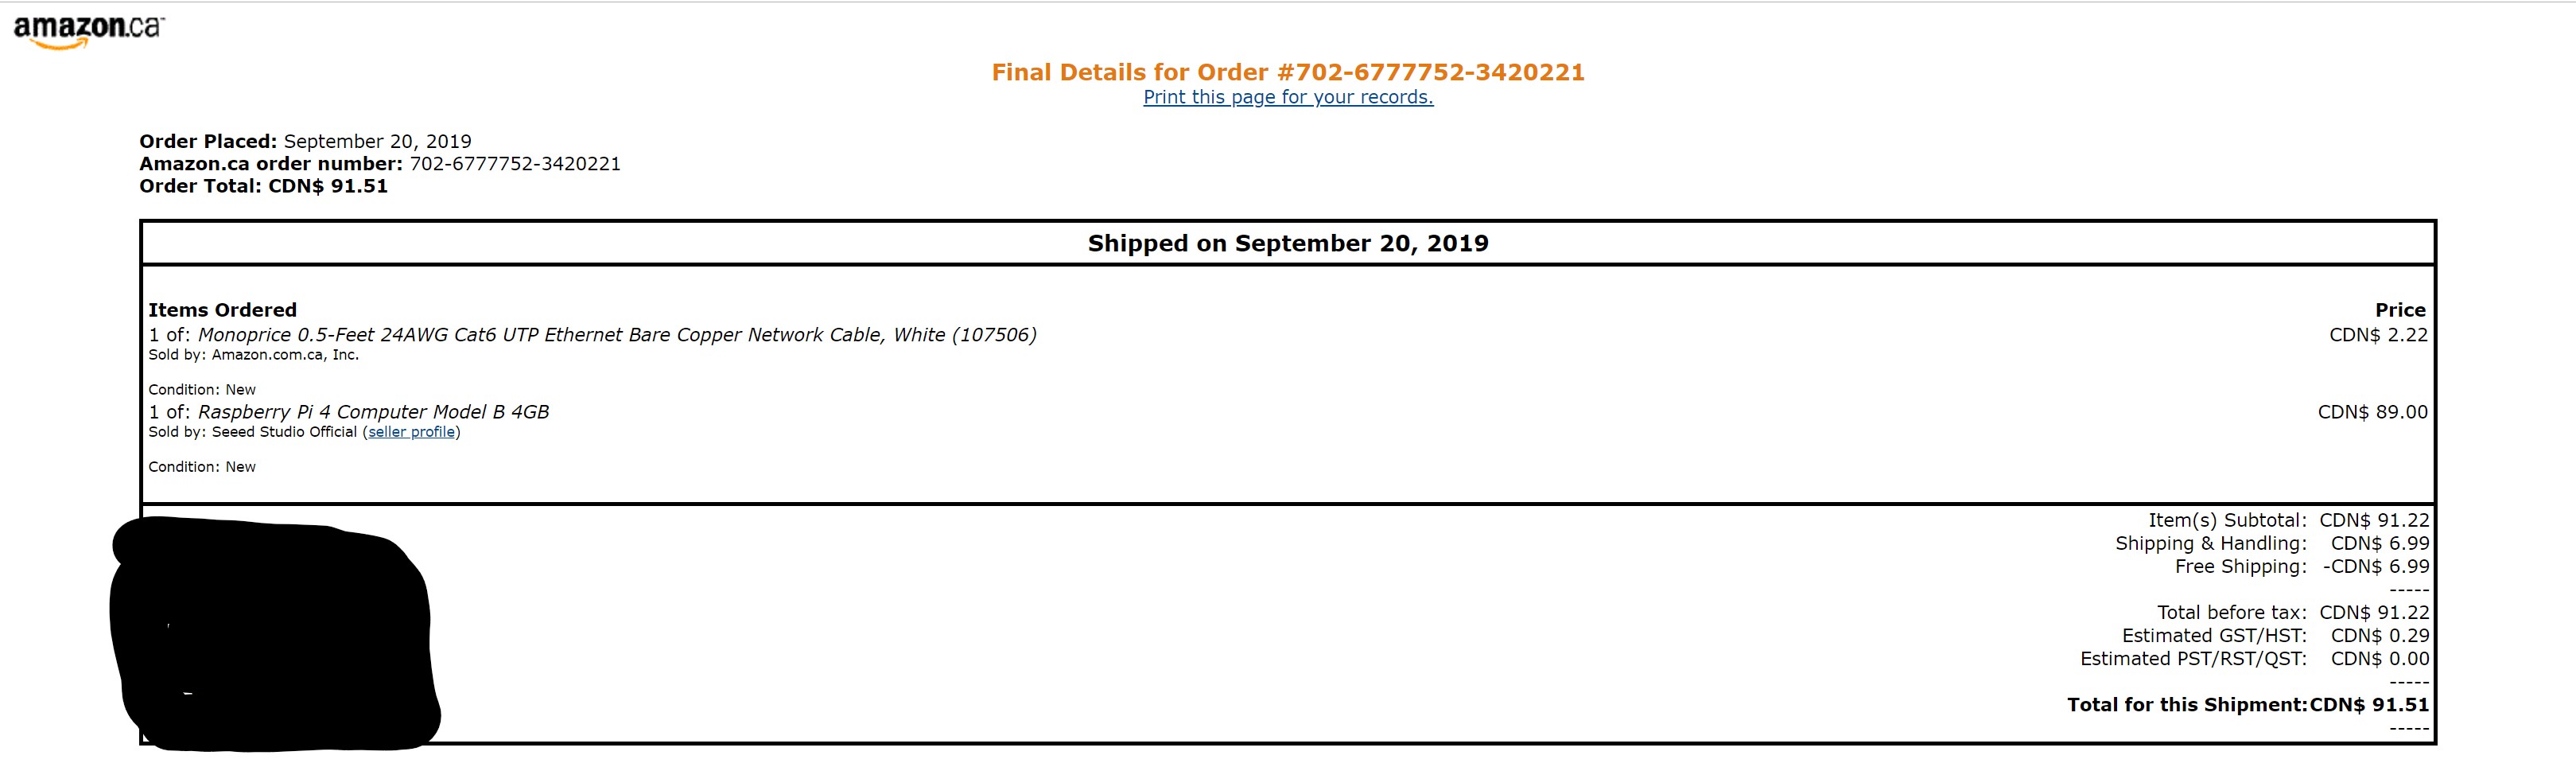 amazon.ca
Final Details for Order #702-6777752-3420221
Print this page for your records.
Order Placed: September 20, 2019
Amazon.ca order number: 702-6777752-3420221
Order Total: CDN$ 91.51
Shipped on September 20, 2019
Items Ordered Price
1 of: Monoprice 0.5-Feet 24AWG Cat6 UTP Ethernet Bare Copper Network Cable, White (107506) CDN$ 2.22
Sold by: Amazon.com.ca, Inc.
Condition: New
1 of: Raspberry Pi 4 Computer Model B 4GB CDN$ 89.00
Sold by: Seeed Studio Official (seller profile)
Condition: New
Item(s) Subtotal: CDN$ 91.22
Shipping & Handling: CDN$ 6.99
Free Shipping: -CDN$ 6.99
-----
Total before tax: CDN$ 91.22
Estimated GST/HST: CDN$ 0.29
Estimated PST/RST/QST: CDN$ 0.00
-----
Total for this Shipment: CDN$ 91.51
-----